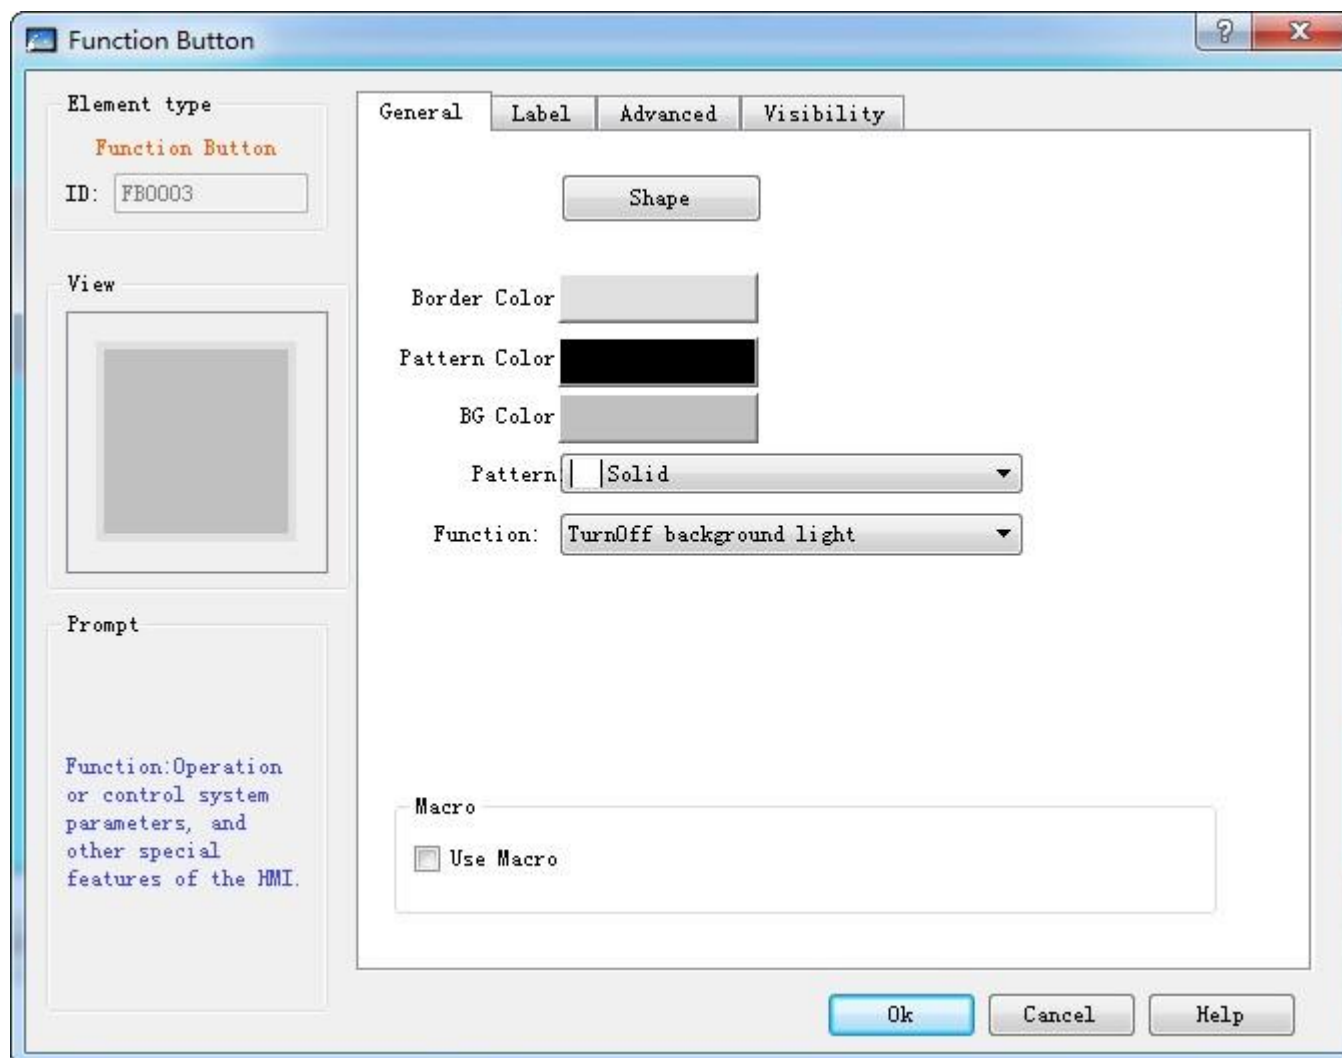 Function Button
?
X
Element type
Function Button
ID: FB0003
View
Prompt
Function:Operation
or control system
parameters, and
other special
features of the HMI.
General Label Advanced Visibility
Shape
Border Color
Pattern Color
BG Color
Pattern: Solid
Function: TurnOff background light
Macro
Use Macro
Ok Cancel Help